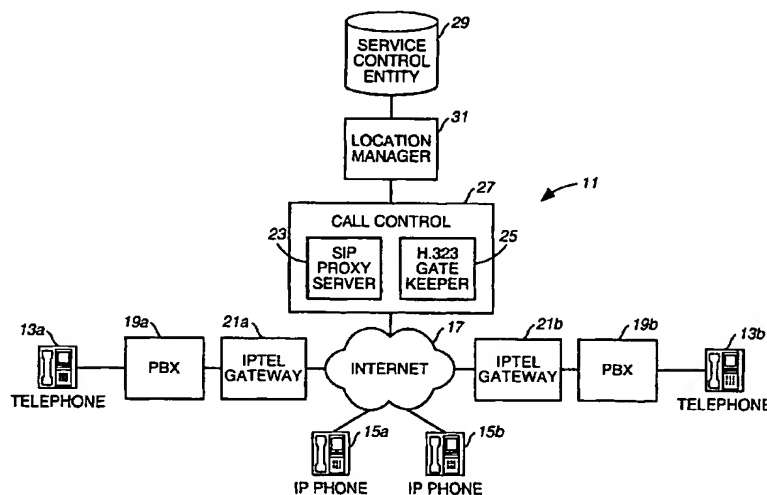 29
SERVICE
CONTROL
ENTITY
31
LOCATION
MANAGER
27
11
CALL CONTROL
23
SIP
PROXY
SERVER
H.323
GATE
KEEPER
25
13a
19a
21a
17
21b
19b
13b
PBX
IPTEL
GATEWAY
INTERNET
IPTEL
GATEWAY
PBX
TELEPHONE
TELEPHONE
15a
15b
IP PHONE
IP PHONE